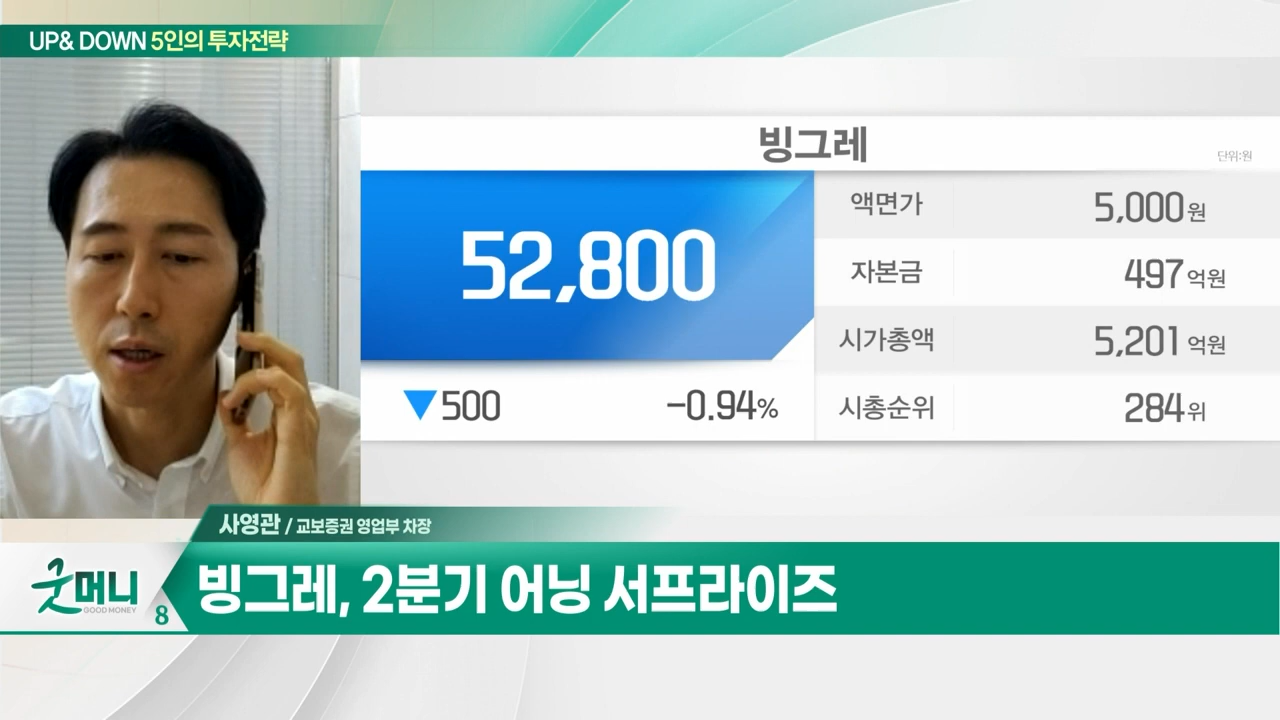 UP& DOWN 5인의 투자전략
빙그레
단위:원
52,800
▼500 -0.94%
액면가 5,000원
자본금 497억원
시가총액 5,201억원
시총순위 284위
사영관 / 교보증권 영업부 차장
굿머니
GOOD MONEY
8
빙그레, 2분기 어닝 서프라이즈